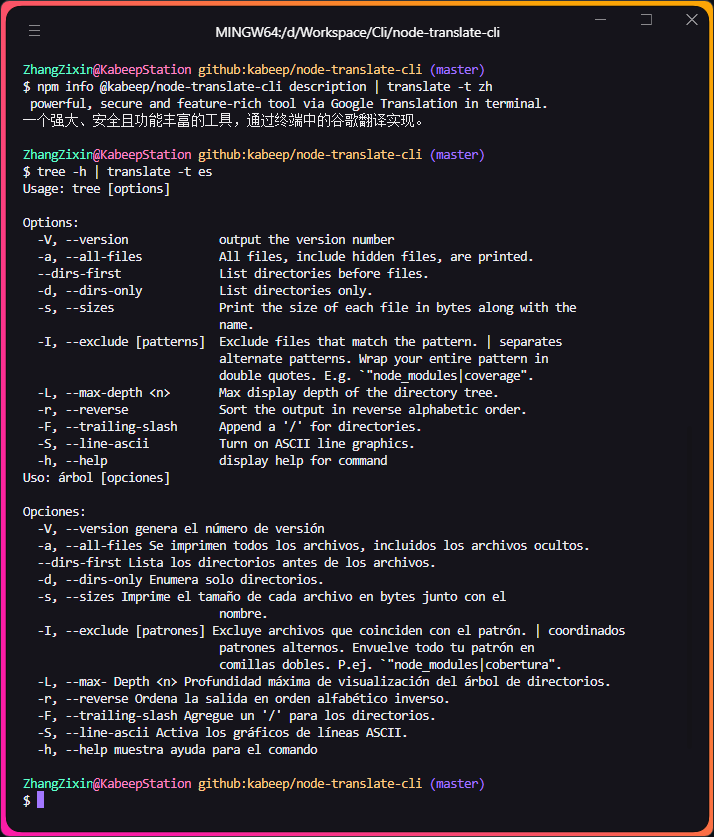 MINGW64:/d/Workspace/Cli/node-translate-cli
ZhangZixin@KabeepStation github:kabeep/node-translate-cli (master)
$ npm info @kabeep/node-translate-cli description | translate -t zh
powerful, secure and feature-rich tool via Google Translation in terminal.
一个强大、安全且功能丰富的工具，通过终端中的谷歌翻译实现。
ZhangZixin@KabeepStation github:kabeep/node-translate-cli (master)
$ tree -h | translate -t es
Usage: tree [options]
Options:
-V, --version output the version number
-a, --all-files All files, include hidden files, are printed.
--dirs-first List directories before files.
-d, --dirs-only List directories only.
-s, --sizes Print the size of each file in bytes along with the
name.
-I, --exclude [patterns] Exclude files that match the pattern. | separates
alternate patterns. Wrap your entire pattern in
double quotes. E.g. `"node_modules|coverage".
-L, --max-depth <n> Max display depth of the directory tree.
-r, --reverse Sort the output in reverse alphabetic order.
-F, --trailing-slash Append a '/' for directories.
-S, --line-ascii Turn on ASCII line graphics.
-h, --help display help for command
Uso: árbol [opciones]
Opciones:
-V, --version genera el número de versión
-a, --all-files Se imprimen todos los archivos, incluidos los archivos ocultos.
--dirs-first Lista los directorios antes de los archivos.
-d, --dirs-only Enumera solo directorios.
-s, --sizes Imprime el tamaño de cada archivo en bytes junto con el
nombre.
-I, --exclude [patrones] Excluye archivos que coinciden con el patrón. | coordinados
patrones alternos. Envuelve todo tu patrón en
comillas dobles. P.ej. `"node_modules|cobertura".
-L, --max- Depth <n> Profundidad máxima de visualización del árbol de directorios.
-r, --reverse Ordena la salida en orden alfabético inverso.
-F, --trailing-slash Agregue un '/' para los directorios.
-S, --line-ascii Activa los gráficos de líneas ASCII.
-h, --help muestra ayuda para el comando
ZhangZixin@KabeepStation github:kabeep/node-translate-cli (master)
$